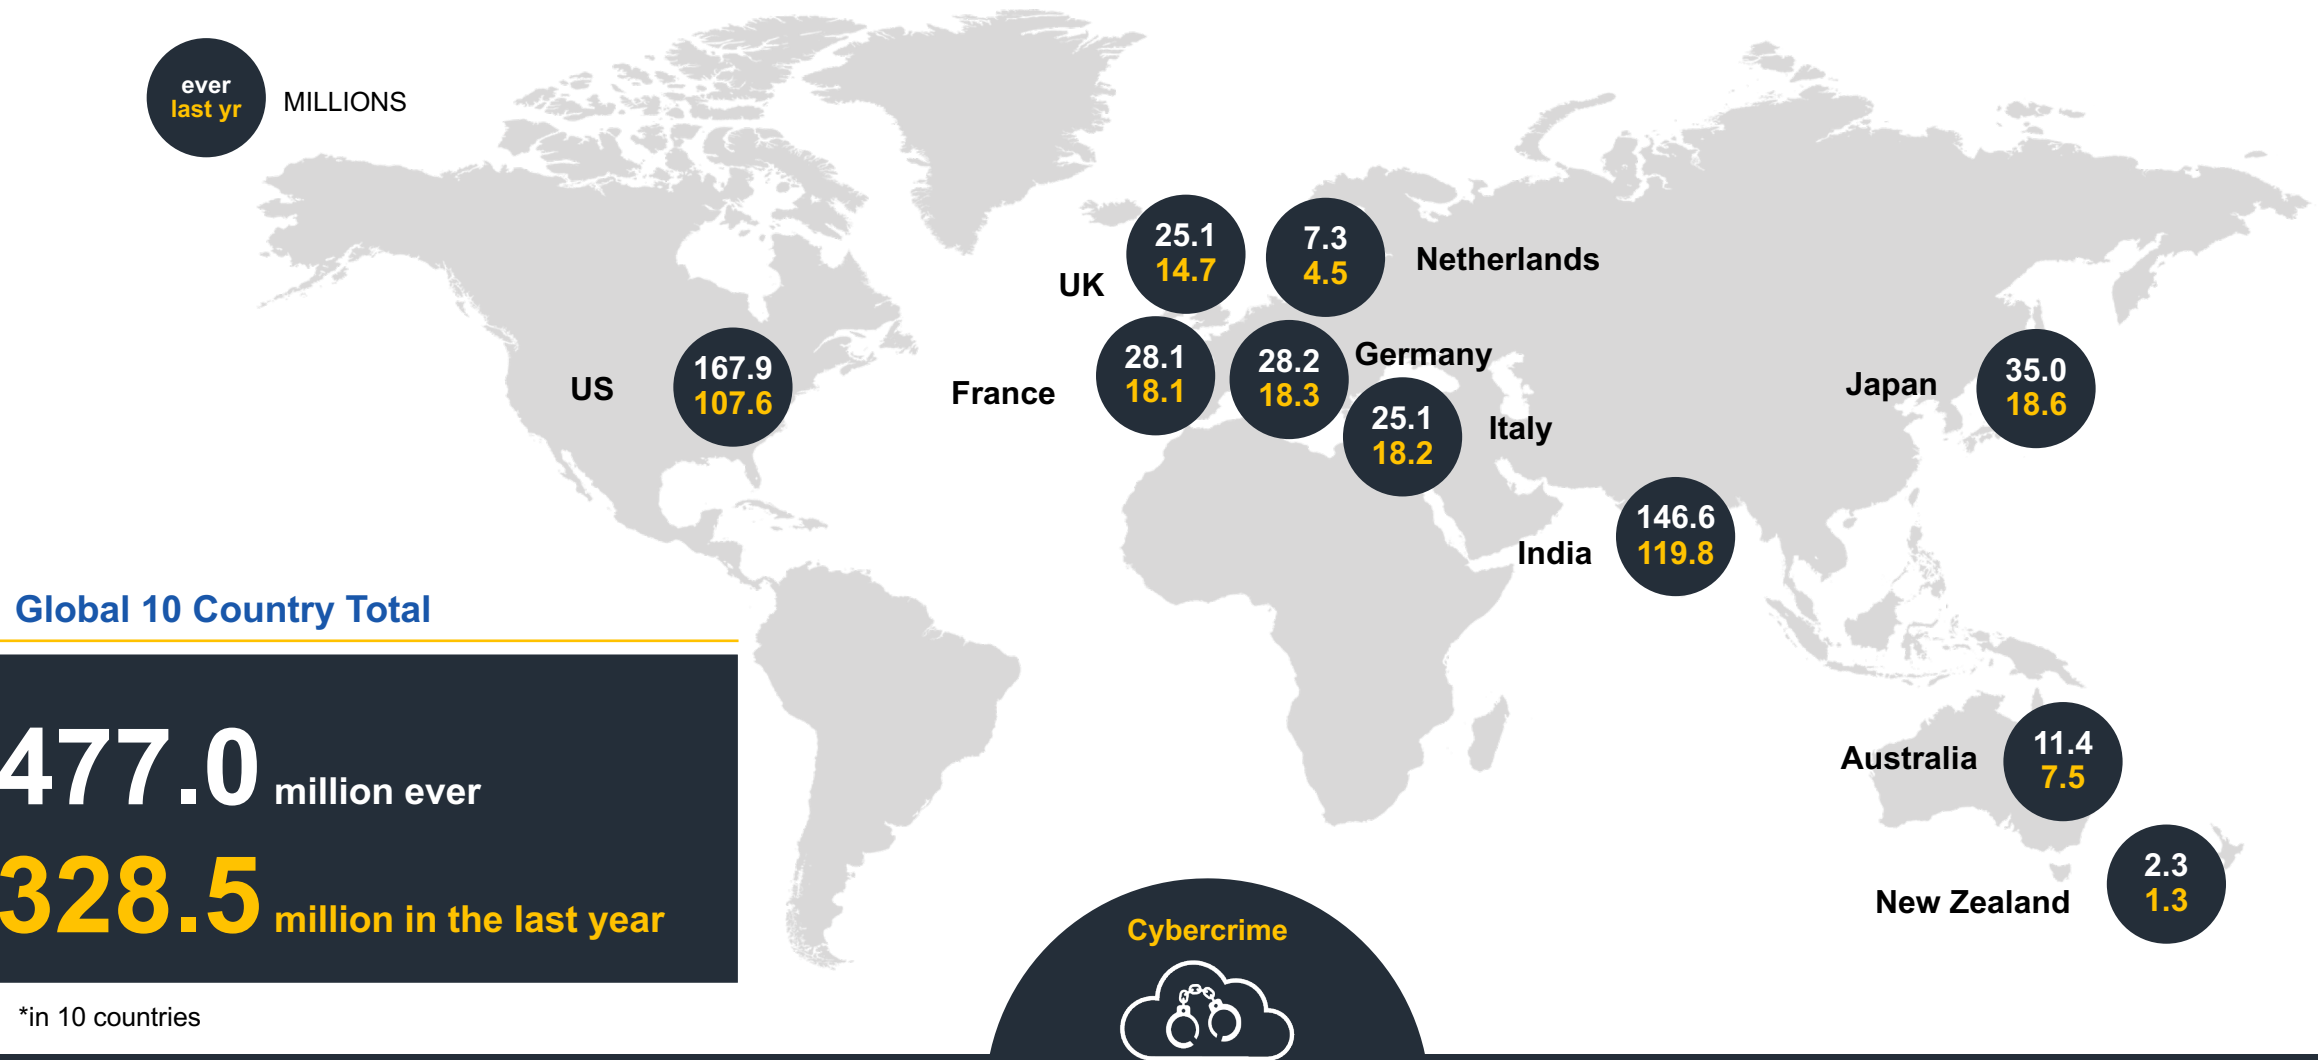 ever
last yr
MILLIONS
25.1
14.7
UK
7.3
4.5
Netherlands
US
167.9
107.6
France
28.1
18.1
28.2
18.3
Germany
25.1
18.2
Italy
Japan
35.0
18.6
India
146.6
119.8
Global 10 Country Total
477.0 million ever
328.5 million in the last year
*in 10 countries
Australia
11.4
7.5
New Zealand
2.3
1.3
Cybercrime